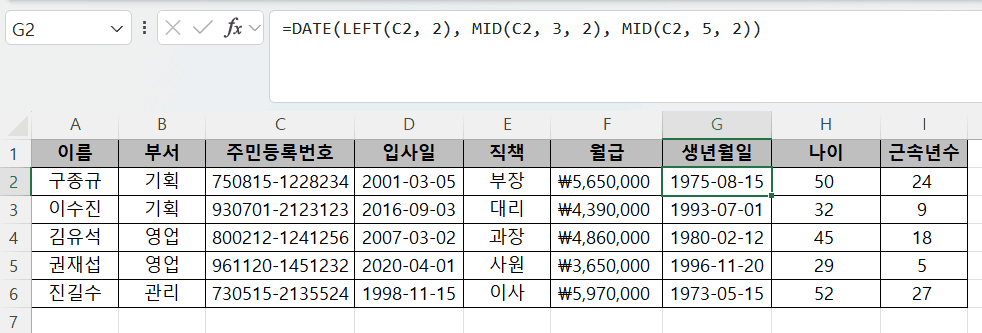 G2 fx =DATE(LEFT(C2, 2), MID(C2, 3, 2), MID(C2, 5, 2))
A B C D E F G H I
1 이름 부서 주민등록번호 입사일 직책 월급 생년월일 나이 근속년수
2 구종규 기획 750815-1228234 2001-03-05 부장 ₩5,650,000 1975-08-15 50 24
3 이수진 기획 930701-2123123 2016-09-03 대리 ₩4,390,000 1993-07-01 32 9
4 김유석 영업 800212-1241256 2007-03-02 과장 ₩4,860,000 1980-02-12 45 18
5 권재섭 영업 961120-1451232 2020-04-01 사원 ₩3,650,000 1996-11-20 29 5
6 진길수 관리 730515-2135524 1998-11-15 이사 ₩5,970,000 1973-05-15 52 27
7